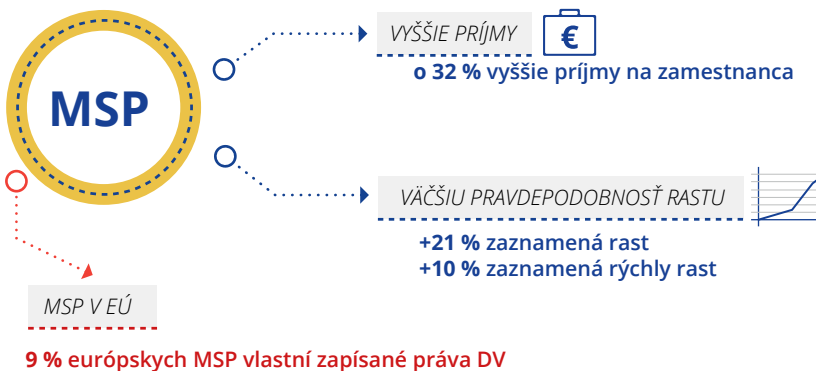 MSP
VYŠŠIE PRÍJMY
€
o 32 % vyššie príjmy na zamestnanca
VÄČŠIU PRAVDEPODOBNOSŤ RASTU
+21 % zaznamená rast
+10 % zaznamená rýchly rast
MSP V EÚ
9 % európskych MSP vlastní zapísané práva DV